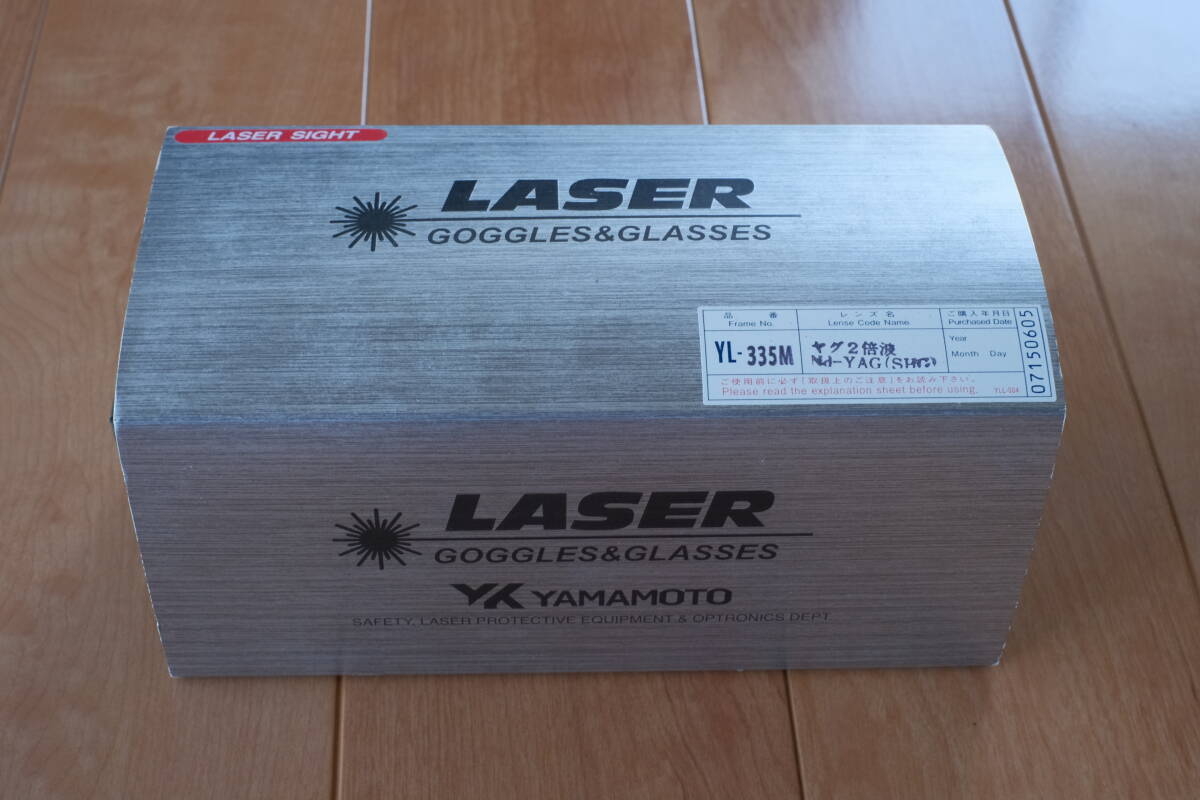 LASER SIGHT
LASER
GOGGLES&GLASSES
品 番
Frame No.
レンズ名
Lense Code Name
ご購入年月日
Purchased Date
YL-335M
ヤグ2倍波
Nd-YAG(SHG)
Year
Month Day
07150605
ご使用前に必ず「取扱上のご注意」をお読み下さい。
Please read the explanation sheet before using.
YLL-004
LASER
GOGGLES&GLASSES
YK YAMAMOTO
SAFETY, LASER PROTECTIVE EQUIPMENT & OPTRONICS DEPT